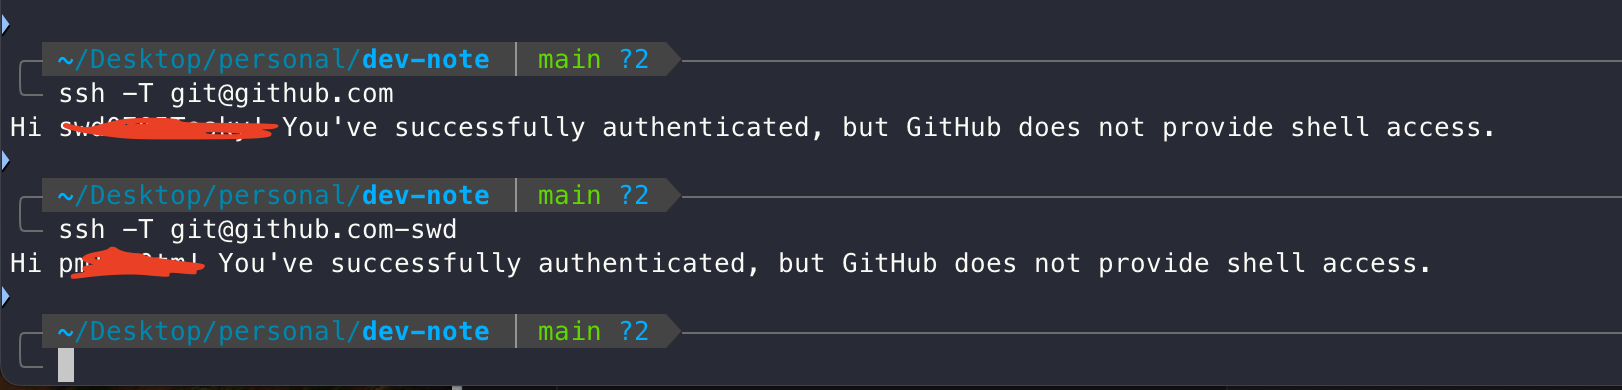 ~/Desktop/personal/dev-note main ?2
ssh -T git@github.com
Hi You've successfully authenticated, but GitHub does not provide shell access.
~/Desktop/personal/dev-note main ?2
ssh -T git@github.com-swd
Hi You've successfully authenticated, but GitHub does not provide shell access.
~/Desktop/personal/dev-note main ?2